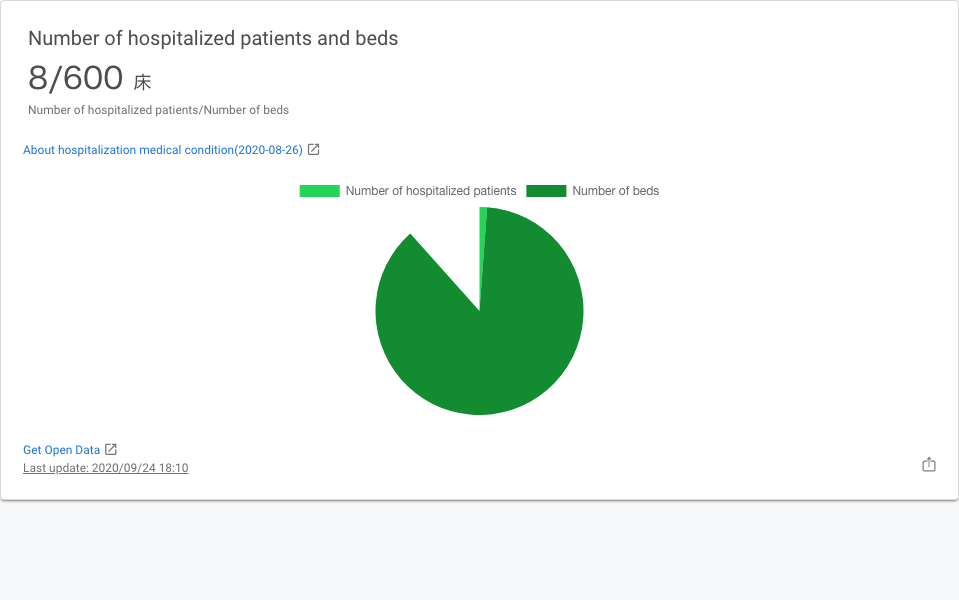 Number of hospitalized patients and beds
8/600 床
Number of hospitalized patients/Number of beds
About hospitalization medical condition(2020-08-26)
Number of hospitalized patients Number of beds
Get Open Data
Last update: 2020/09/24 18:10